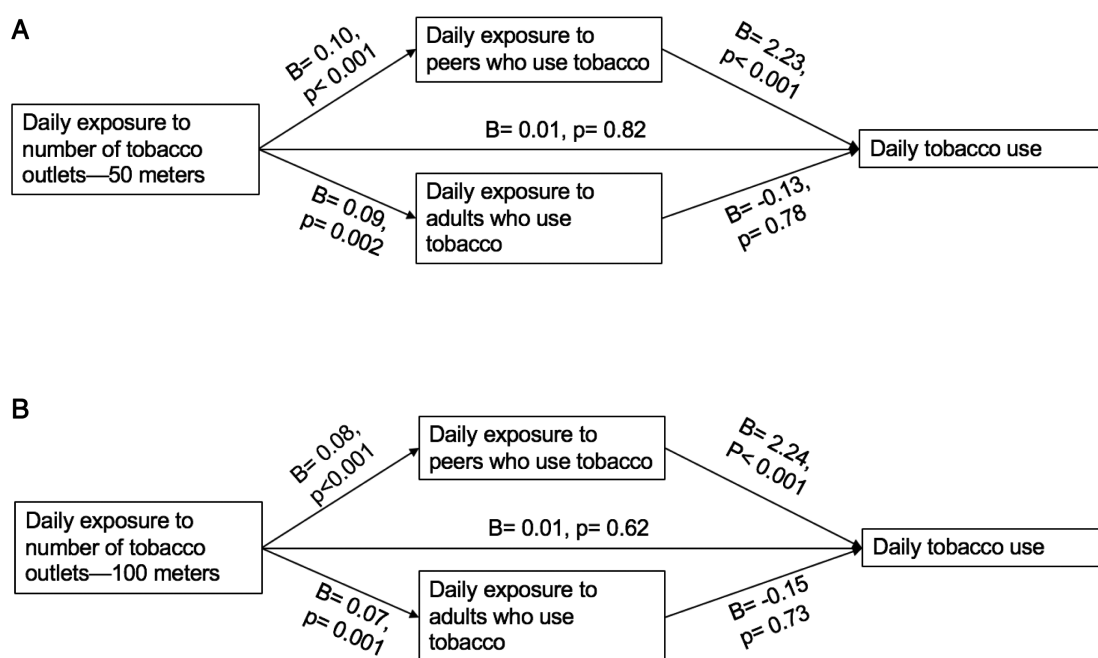 A
B= 0.10,
p< 0.001
Daily exposure to
peers who use tobacco
B= 2.23,
p< 0.001
Daily exposure to
number of tobacco
outlets—50 meters
B= 0.01, p= 0.82
Daily tobacco use
B= 0.09,
p= 0.002
Daily exposure to
adults who use
tobacco
B= -0.13,
p= 0.78
B
B= 0.08,
p<0.001
Daily exposure to
peers who use tobacco
B= 2.24,
P< 0.001
Daily exposure to
number of tobacco
outlets—100 meters
B= 0.01, p= 0.62
Daily tobacco use
B= 0.07,
p= 0.001
Daily exposure to
adults who use
tobacco
B= -0.15
p= 0.73